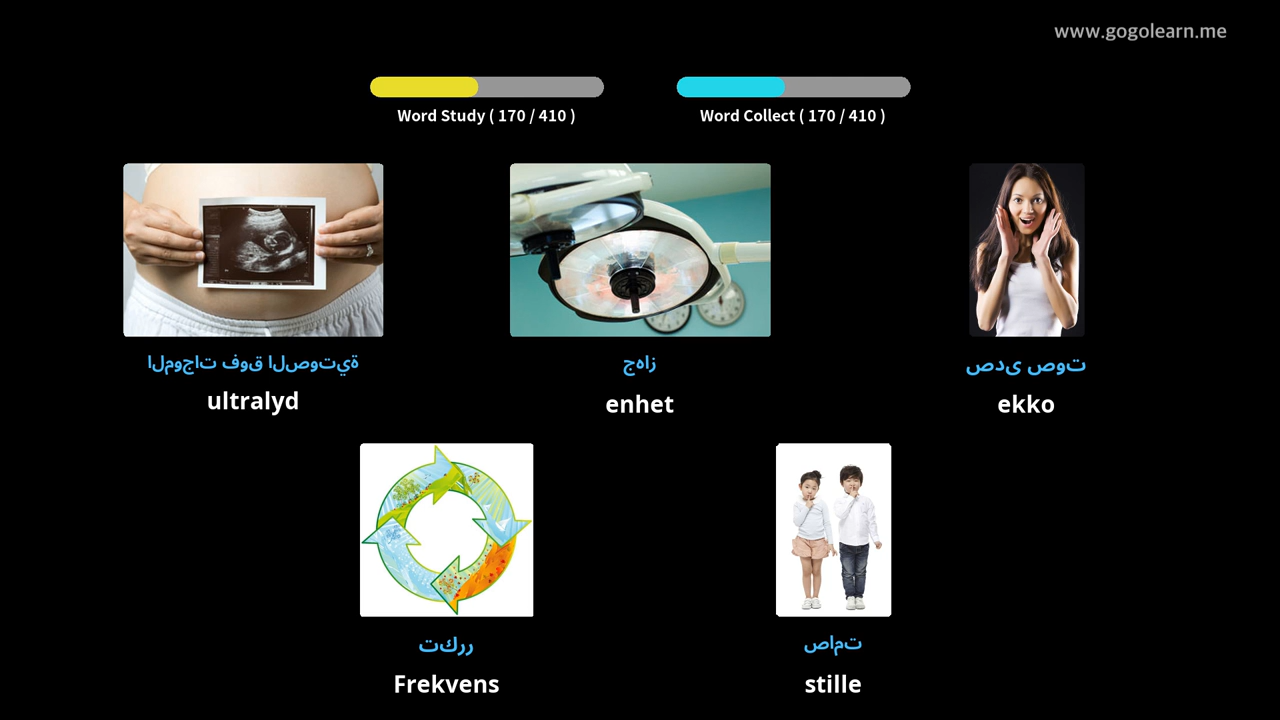 www.gogolearn.me
Word Study ( 170 / 410 )
Word Collect ( 170 / 410 )
الموجات فوق الصوتية
ultralyd
جهاز
enhet
صدى صوت
ekko
تكرر
Frekvens
صامت
stille